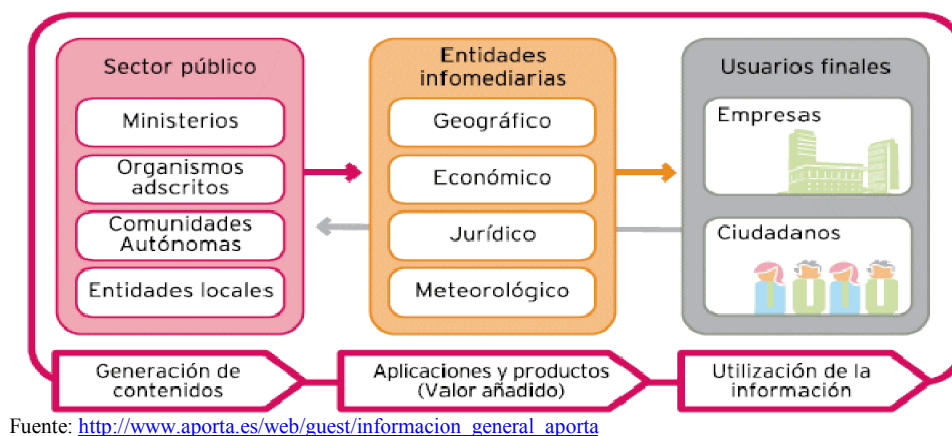 Sector público
Ministerios
Organismos
adscritos
Comunidades
Autónomas
Entidades locales
Entidades
infomediarias
Geográfico
Económico
Jurídico
Meteorológico
Usuarios finales
Empresas
Ciudadanos
Generación de
contenidos
Aplicaciones y productos
(Valor añadido)
Utilización de la
información
Fuente: http://www.aporta.es/web/guest/informacion_general_aporta